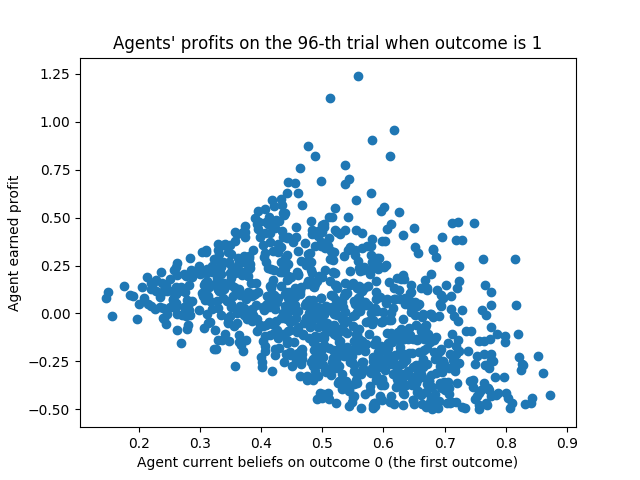 Agents' profits on the 96-th trial when outcome is 1
1.25
1.00
0.75
0.50
0.25
0.00
−0.25
−0.50
Agent earned profit
0.2 0.3 0.4 0.5 0.6 0.7 0.8 0.9
Agent current beliefs on outcome 0 (the first outcome)